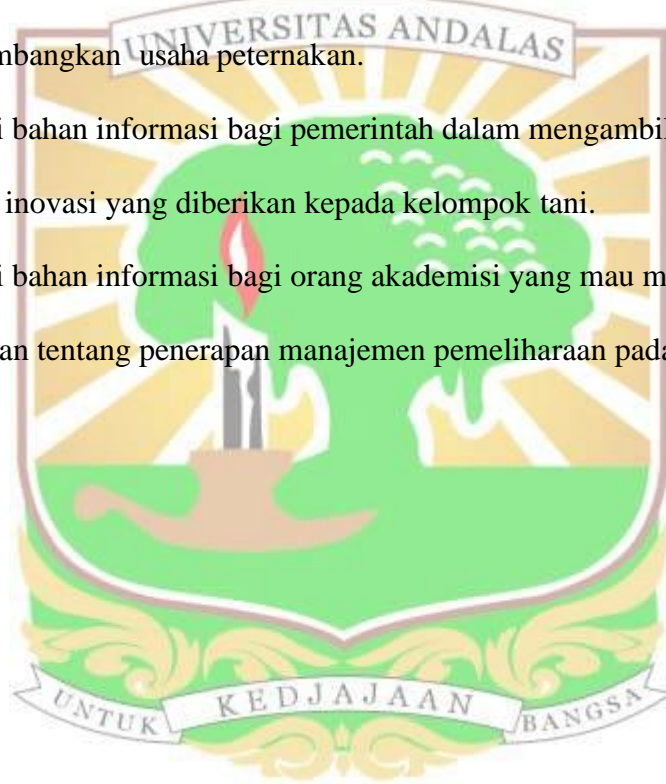 UNIVERSITAS ANDALAS
mbangkan usaha peternakan.
i bahan informasi bagi pemerintah dalam mengambil
inovasi yang diberikan kepada kelompok tani.
i bahan informasi bagi orang akademisi yang mau m
an tentang penerapan manajemen pemeliharaan pada
UNTUK KEDJAJAAN BANGSA